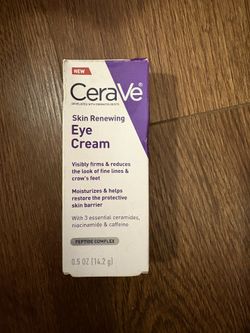 NEW
CeraVe®
DEVELOPED WITH DERMATOLOGISTS
Skin Renewing
Eye
Cream
Visibly firms & reduces
the look of fine lines &
crow's feet
Moisturizes & helps
restore the protective
skin barrier
With 3 essential ceramides,
niacinamide & caffeine
PEPTIDE COMPLEX
0.5 OZ (14.2 g)